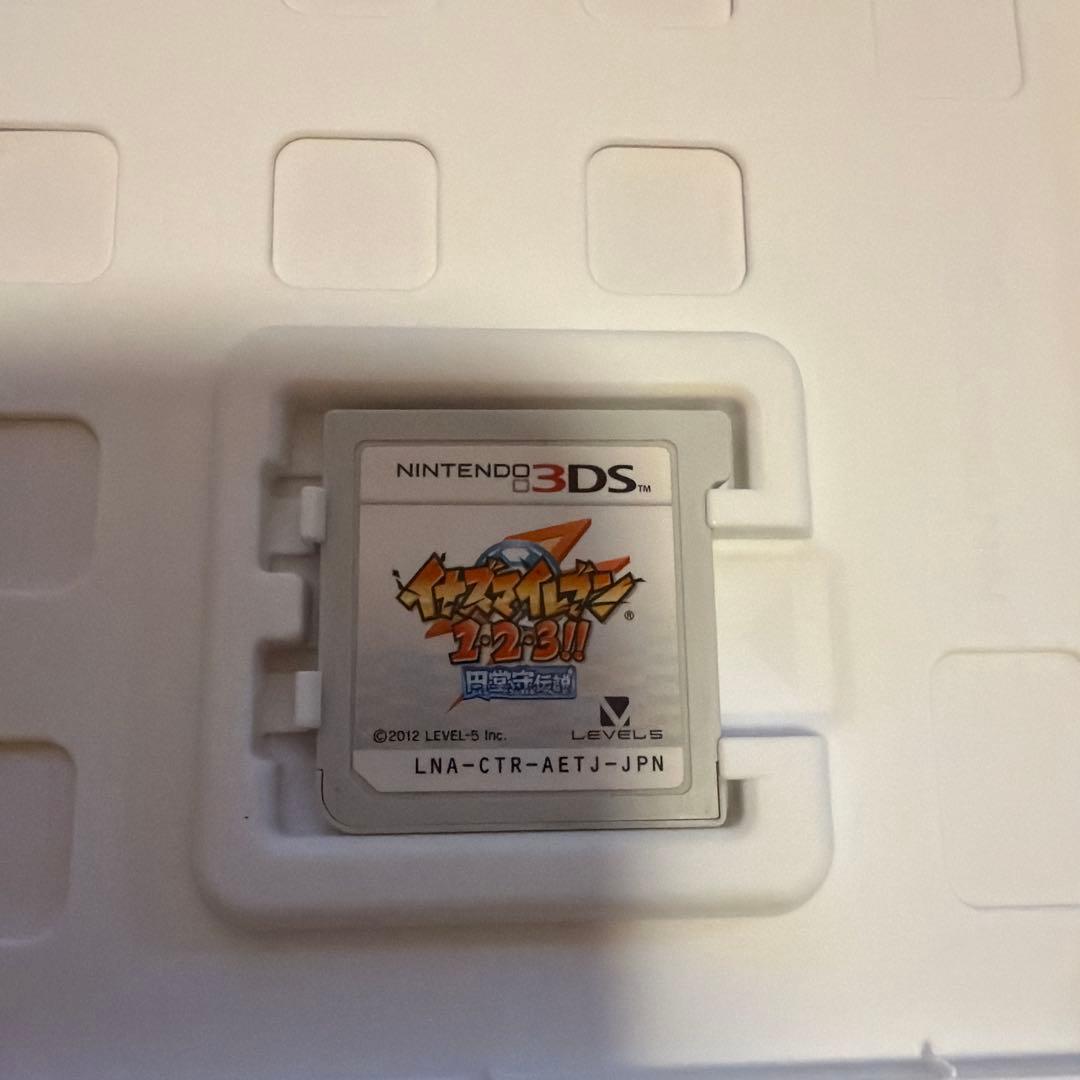 NINTENDO 3DS™
イナズマイレブン®
1・2・3!!
円堂守伝説
©2012 LEVEL-5 Inc.
LEVEL5
LNA-CTR-AETJ-JPN